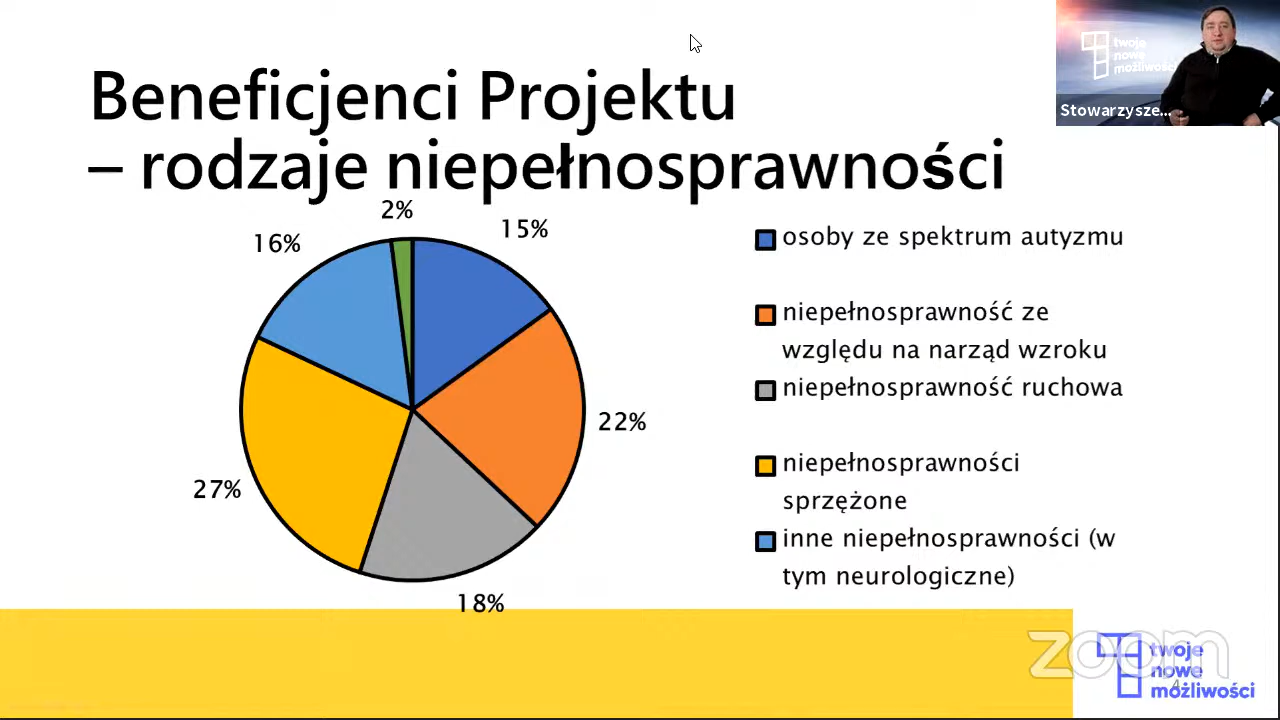 Beneficjenci Projektu
– rodzaje niepełnosprawności
twoje
nowe
możliwości
Stowarzysze...
2%
15%
16%
22%
27%
18%
osoby ze spektrum autyzmu
niepełnosprawność ze
względu na narząd wzroku
niepełnosprawność ruchowa
niepełnosprawności
sprzężone
inne niepełnosprawności (w
tym neurologiczne)
zoom
twoje
nowe
możliwości
4